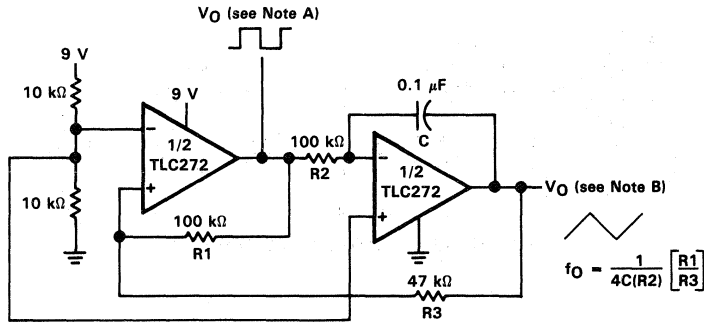 VO (see Note A)
9 V
10 kΩ
9 V
−
1/2
TLC272
+
10 kΩ
100 kΩ
R1
100 kΩ
R2
0.1 μF
C
−
1/2
TLC272
+
VO (see Note B)
47 kΩ
R3
fO = 1/4C(R2) [R1/R3]